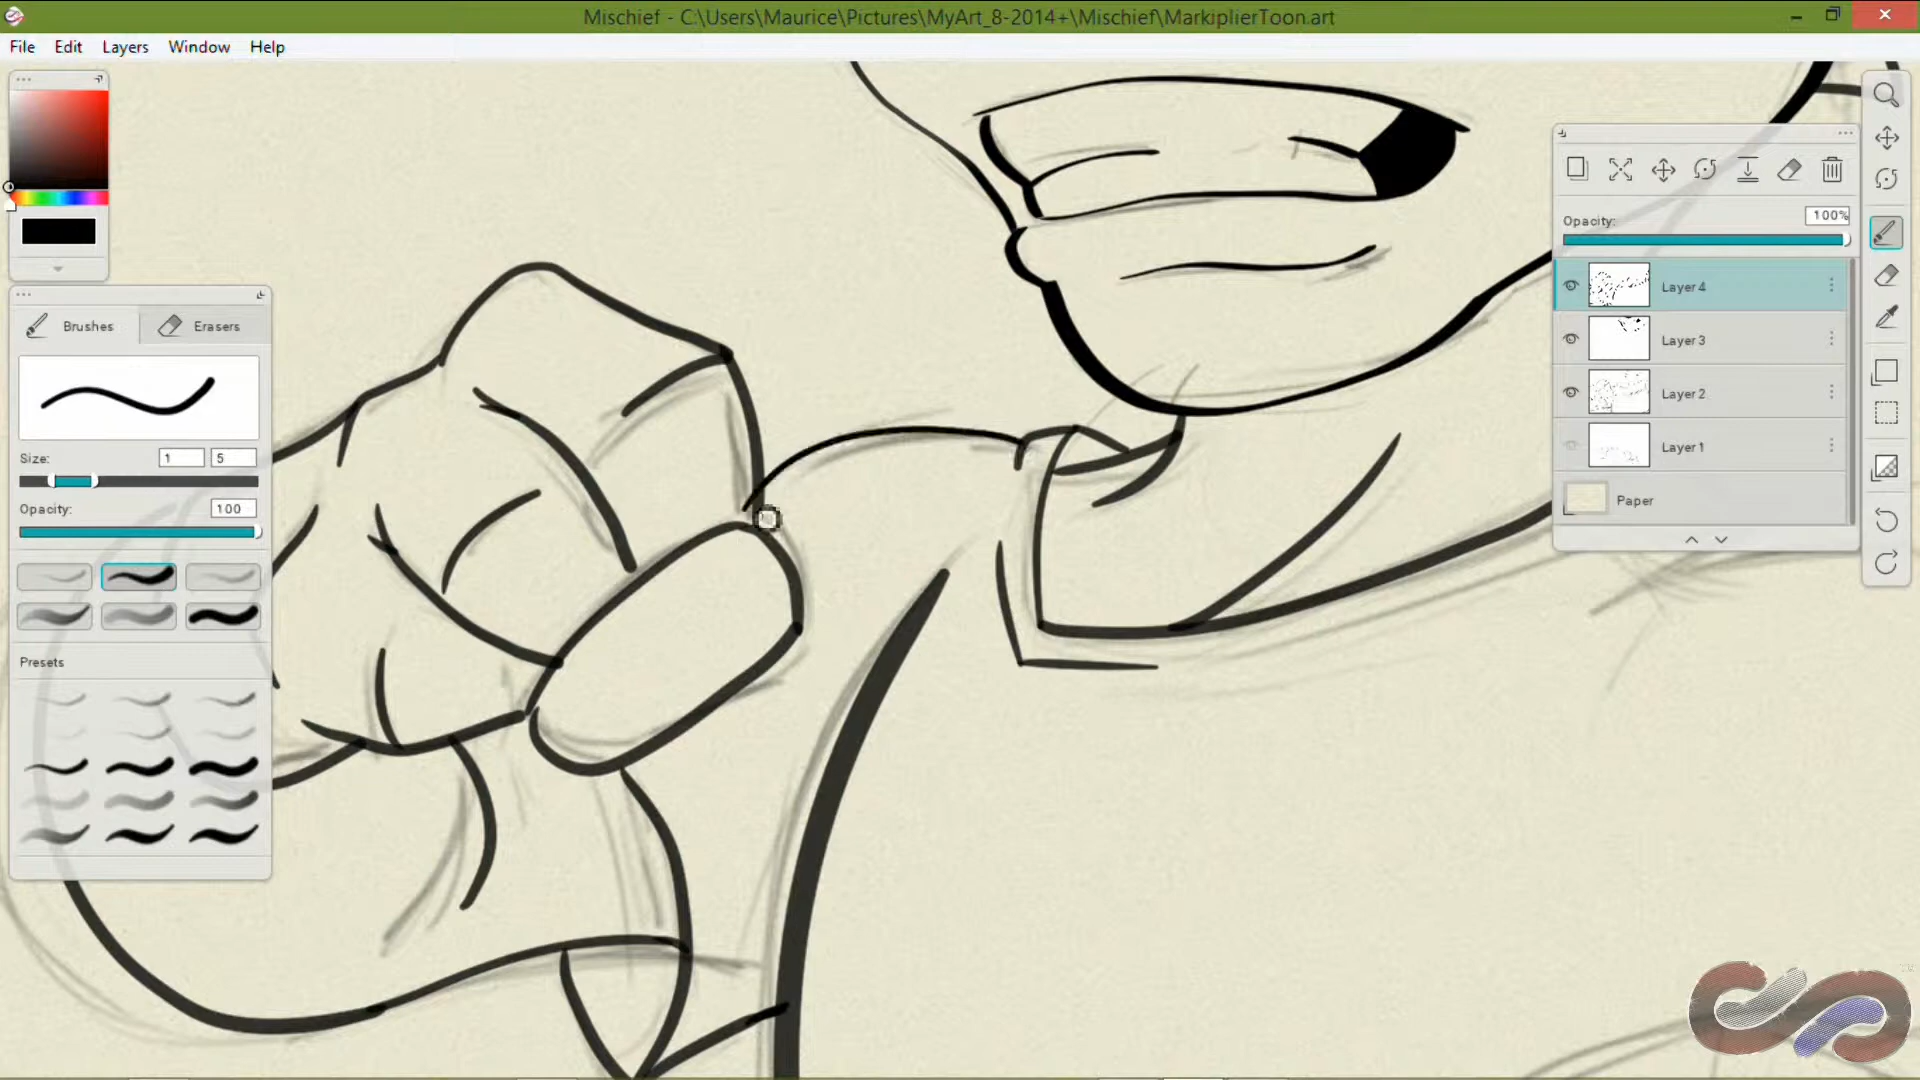 Mischief - C:\Users\Maurice\Pictures\MyArt_8-2014+\Mischief\MarkiplierToon.art
File Edit Layers Window Help
Brushes Erasers
Size: 1 5
Opacity: 100
Presets
Opacity: 100%
Layer 4
Layer 3
Layer 2
Layer 1
Paper